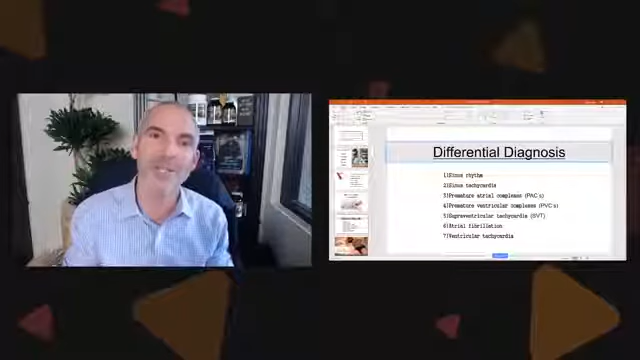 Differential Diagnosis
1)Sinus rhythm
2)Sinus tachycardia
3)Premature atrial complexes (PAC's)
4)Premature ventricular complexes (PVC's)
5)Supraventricular tachycardia (SVT)
6)Atrial fibrillation
7)Ventricular tachycardia